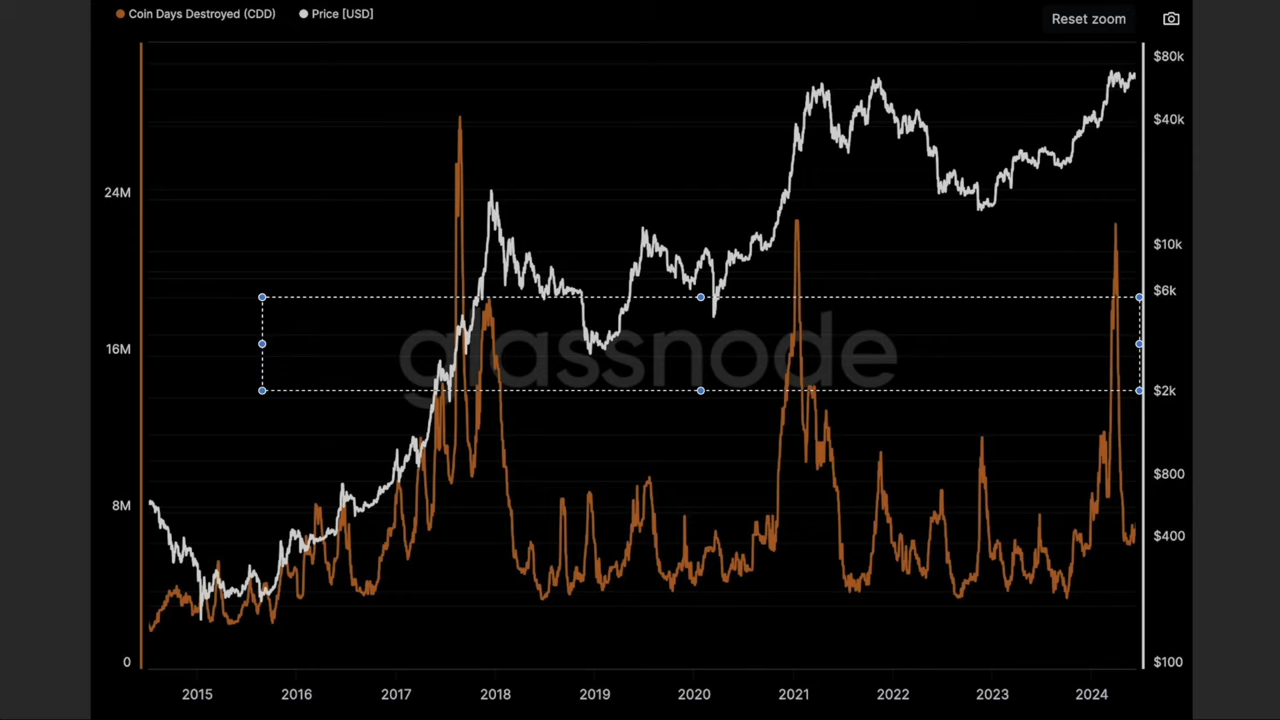 Coin Days Destroyed (CDD) Price [USD]
Reset zoom
$80k
$40k
24M
$10k
$6k
glassnode
16M
$2k
$800
8M
$400
0
$100
2015 2016 2017 2018 2019 2020 2021 2022 2023 2024